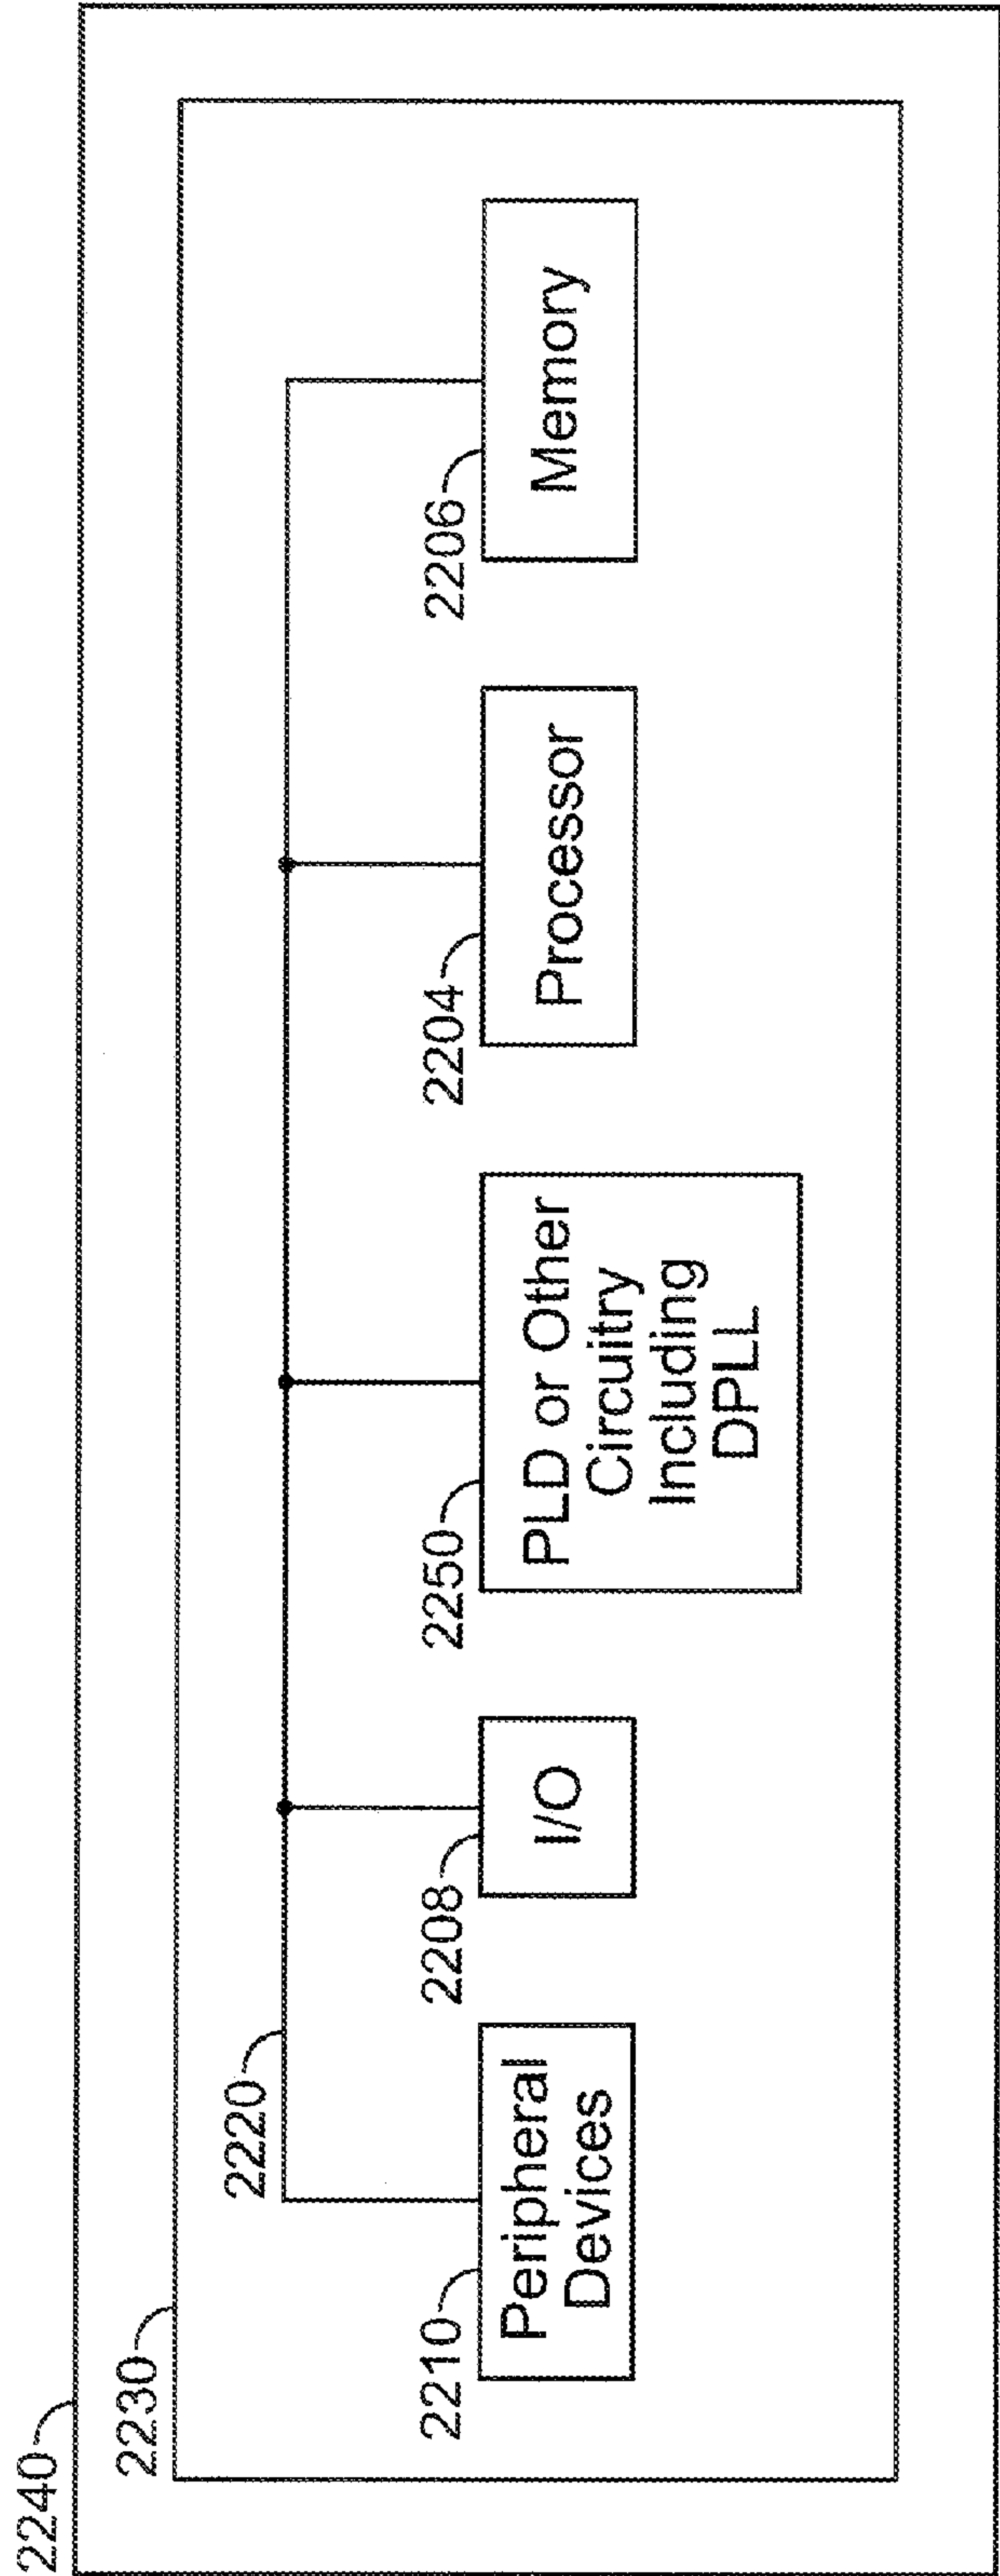 2240
2230
2220
2210
Peripheral
Devices
2208
I/O
2250
PLD or Other
Circuitry
Including
DPLL
2204
Processor
2206
Memory